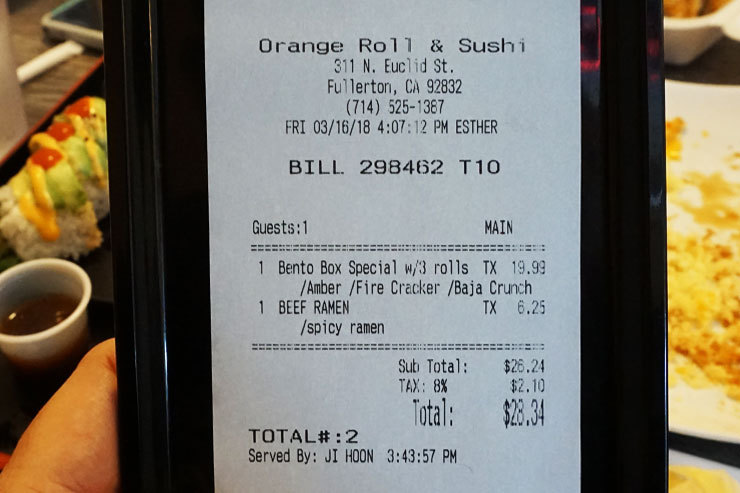 Orange Roll & Sushi
311 N. Euclid St.
Fullerton, CA 92832
(714) 525-1367
FRI 03/16/18 4:07:12 PM ESTHER
BILL 298462 T10
Guests:1 MAIN
1 Bento Box Special w/3 rolls TX 19.99
/Amber /Fire Cracker /Baja Crunch
1 BEEF RAMEN TX 6.25
/spicy ramen
Sub Total: $26.24
TAX: 8% $2.10
Total: $28.34
TOTAL#:2
Served By: JI HOON 3:43:57 PM